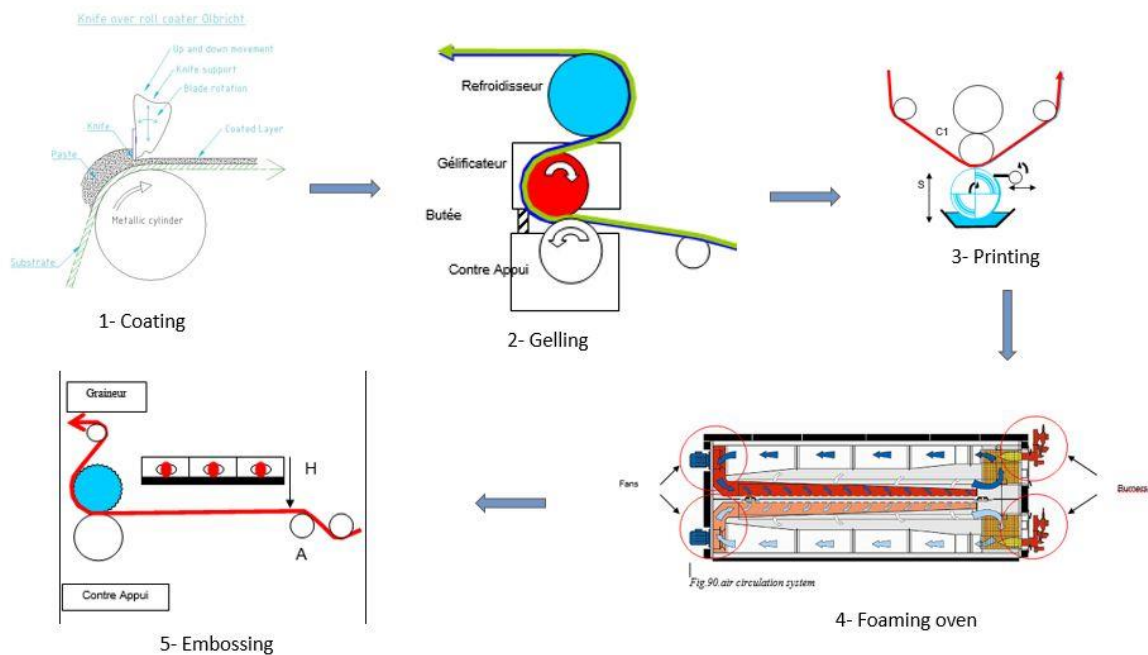 Knife over roll coater Olbricht
Up and down movement
Knife support
Blade rotation
Knife
Coated Layer
Paste
Metallic cylinder
Substrate
1- Coating
Refroidisseur
Gélificateur
Butée
Contre Appui
2- Gelling
C1
S
3- Printing
Fans
Burners
Fig.90.air circulation system
4- Foaming oven
Graineur
H
A
Contre Appui
5- Embossing